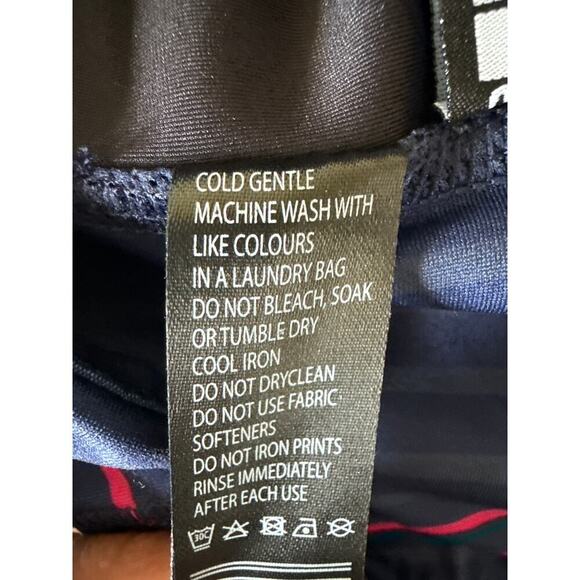 COLD GENTLE
MACHINE WASH WITH
LIKE COLOURS
IN A LAUNDRY BAG
DO NOT BLEACH, SOAK
OR TUMBLE DRY
COOL IRON
DO NOT DRYCLEAN
DO NOT USE FABRIC
SOFTENERS
DO NOT IRON PRINTS
RINSE IMMEDIATELY
AFTER EACH USE
30C